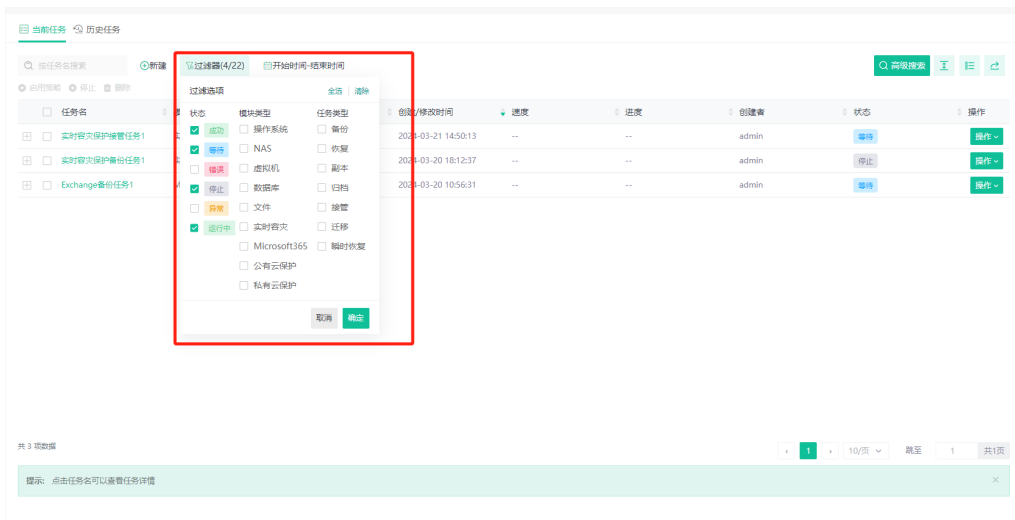 当前任务 历史任务
按任务名搜索 新建 过滤器(4/22) 开始时间-结束时间 高级搜索
启用策略 停止 删除
过滤选项 全选 清除
任务名 创建/修改时间 速度 进度 创建者 状态 操作
状态 模块类型 任务类型
成功 操作系统 备份
等待 NAS 恢复
错误 虚拟机 副本
停止 数据库 归档
异常 文件 接管
运行中 实时容灾 迁移
Microsoft365 瞬时恢复
公有云保护
私有云保护
取消 确定
实时容灾保护接管任务1 2024-03-21 14:50:13 -- -- admin 等待 操作
实时容灾保护备份任务1 2024-03-20 18:12:37 -- -- admin 停止 操作
Exchange备份任务1 2024-03-20 10:56:31 -- -- admin 等待 操作
共 3 项数据 1 10/页 跳至 1 共1页
提示: 点击任务名可以查看任务详情